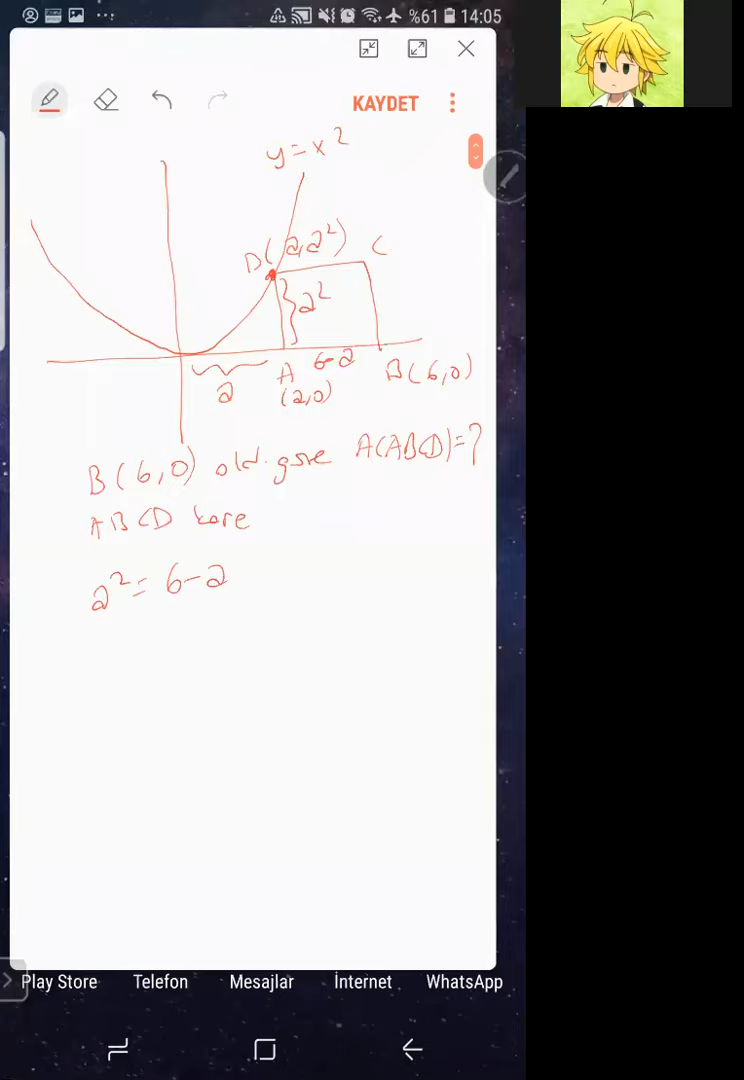 %61 14:05
KAYDET
y=x²
D(a,a²) C
a²
a A 6-a B(6,0)
(a,0)
B(6,0) old. göre A(ABCD)=?
ABCD kare
a²=6-a
Play Store Telefon Mesajlar İnternet WhatsApp